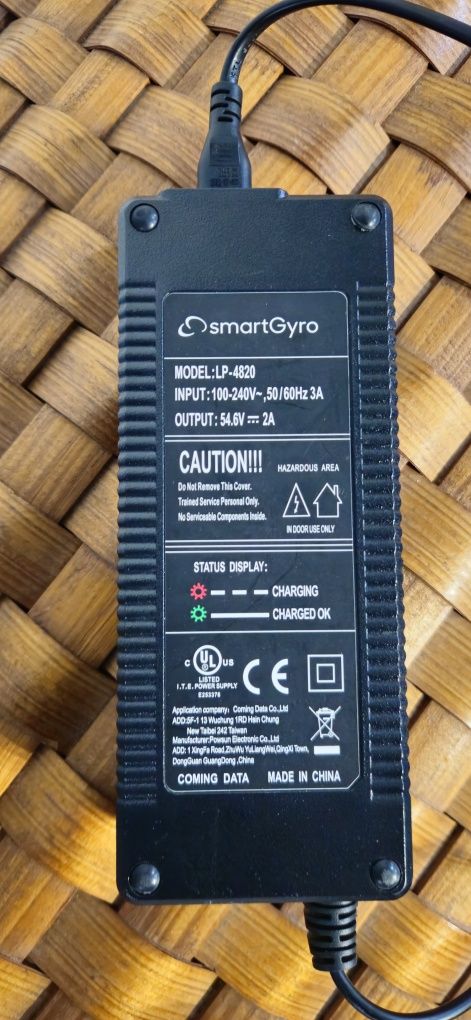 smartGyro
MODEL:LP-4820
INPUT:100-240V~,50/60Hz 3A
OUTPUT:54.6V⎓2A
CAUTION!!!
HAZARDOUS AREA
Do Not Remove This Cover.
Trained Service Personal Only.
No Serviceable Components Inside.
IN DOOR USE ONLY
STATUS DISPLAY:
CHARGING
CHARGED OK
C UL US
LISTED
I.T.E. POWER SUPPLY
E253376
CE
Application company: Coming Data Co.,Ltd
ADD:5F-1 13 Wuchung 1RD Hsin Chung
New Taibei 242 Taiwan
Manufacturer:Powsun Electronic Co.,Ltd
ADD: 1 XingFa Road,ZhuWu YuLiangWei,QingXi Town,
DongGuan GuangDong ,China
COMING DATA MADE IN CHINA